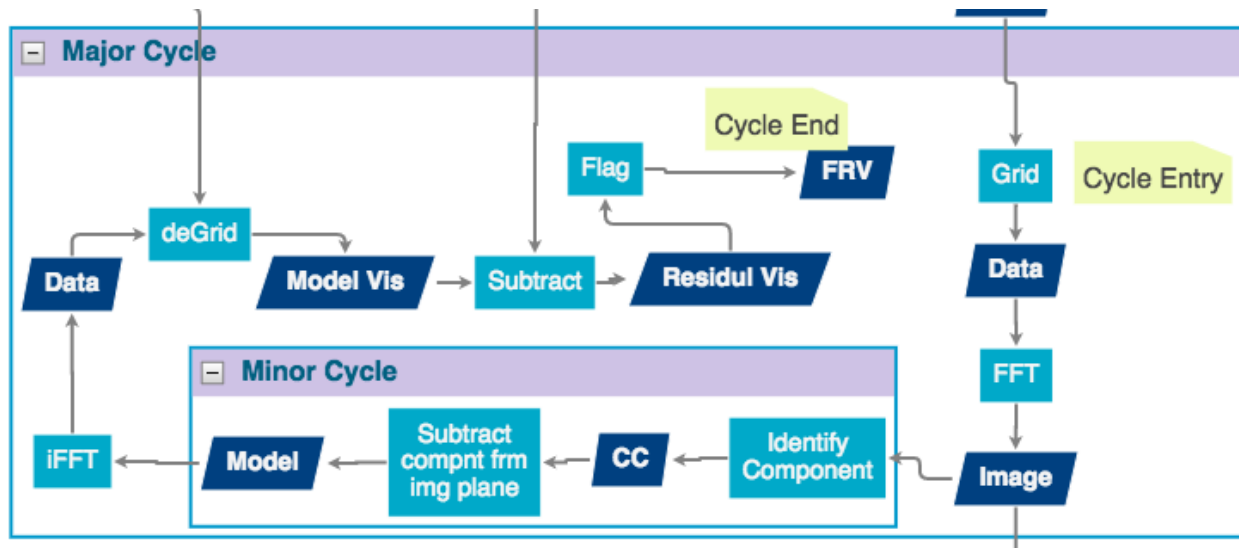 Major Cycle
Cycle End
Flag
FRV
Grid
Cycle Entry
deGrid
Data
Model Vis
Subtract
Residul Vis
Data
Minor Cycle
FFT
iFFT
Model
Subtract
compnt frm
img plane
CC
Identify
Component
Image